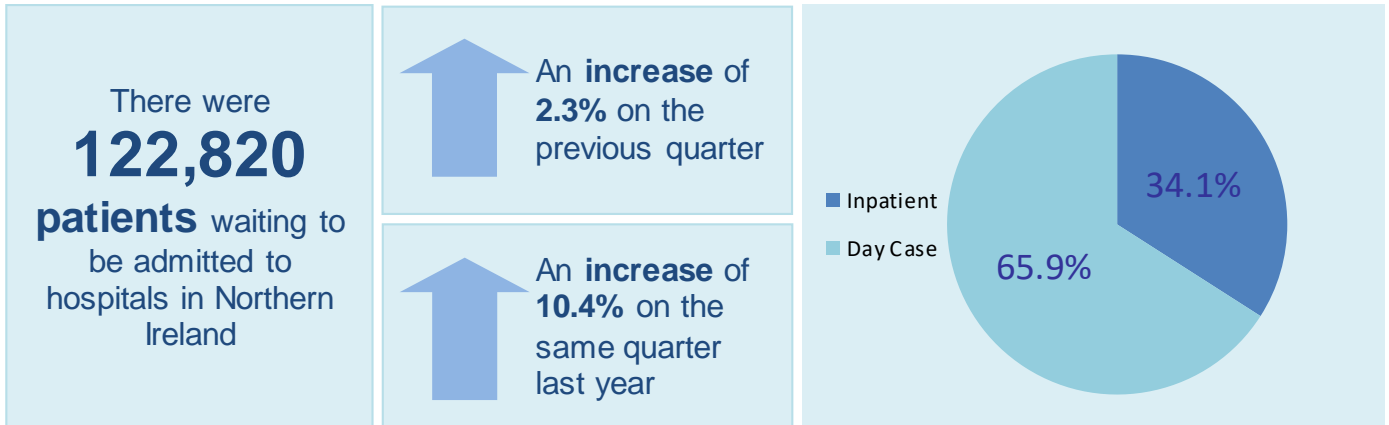 There were
122,820
patients waiting to
be admitted to
hospitals in Northern
Ireland
An increase of
2.3% on the
previous quarter
An increase of
10.4% on the
same quarter
last year
Inpatient
Day Case
34.1%
65.9%